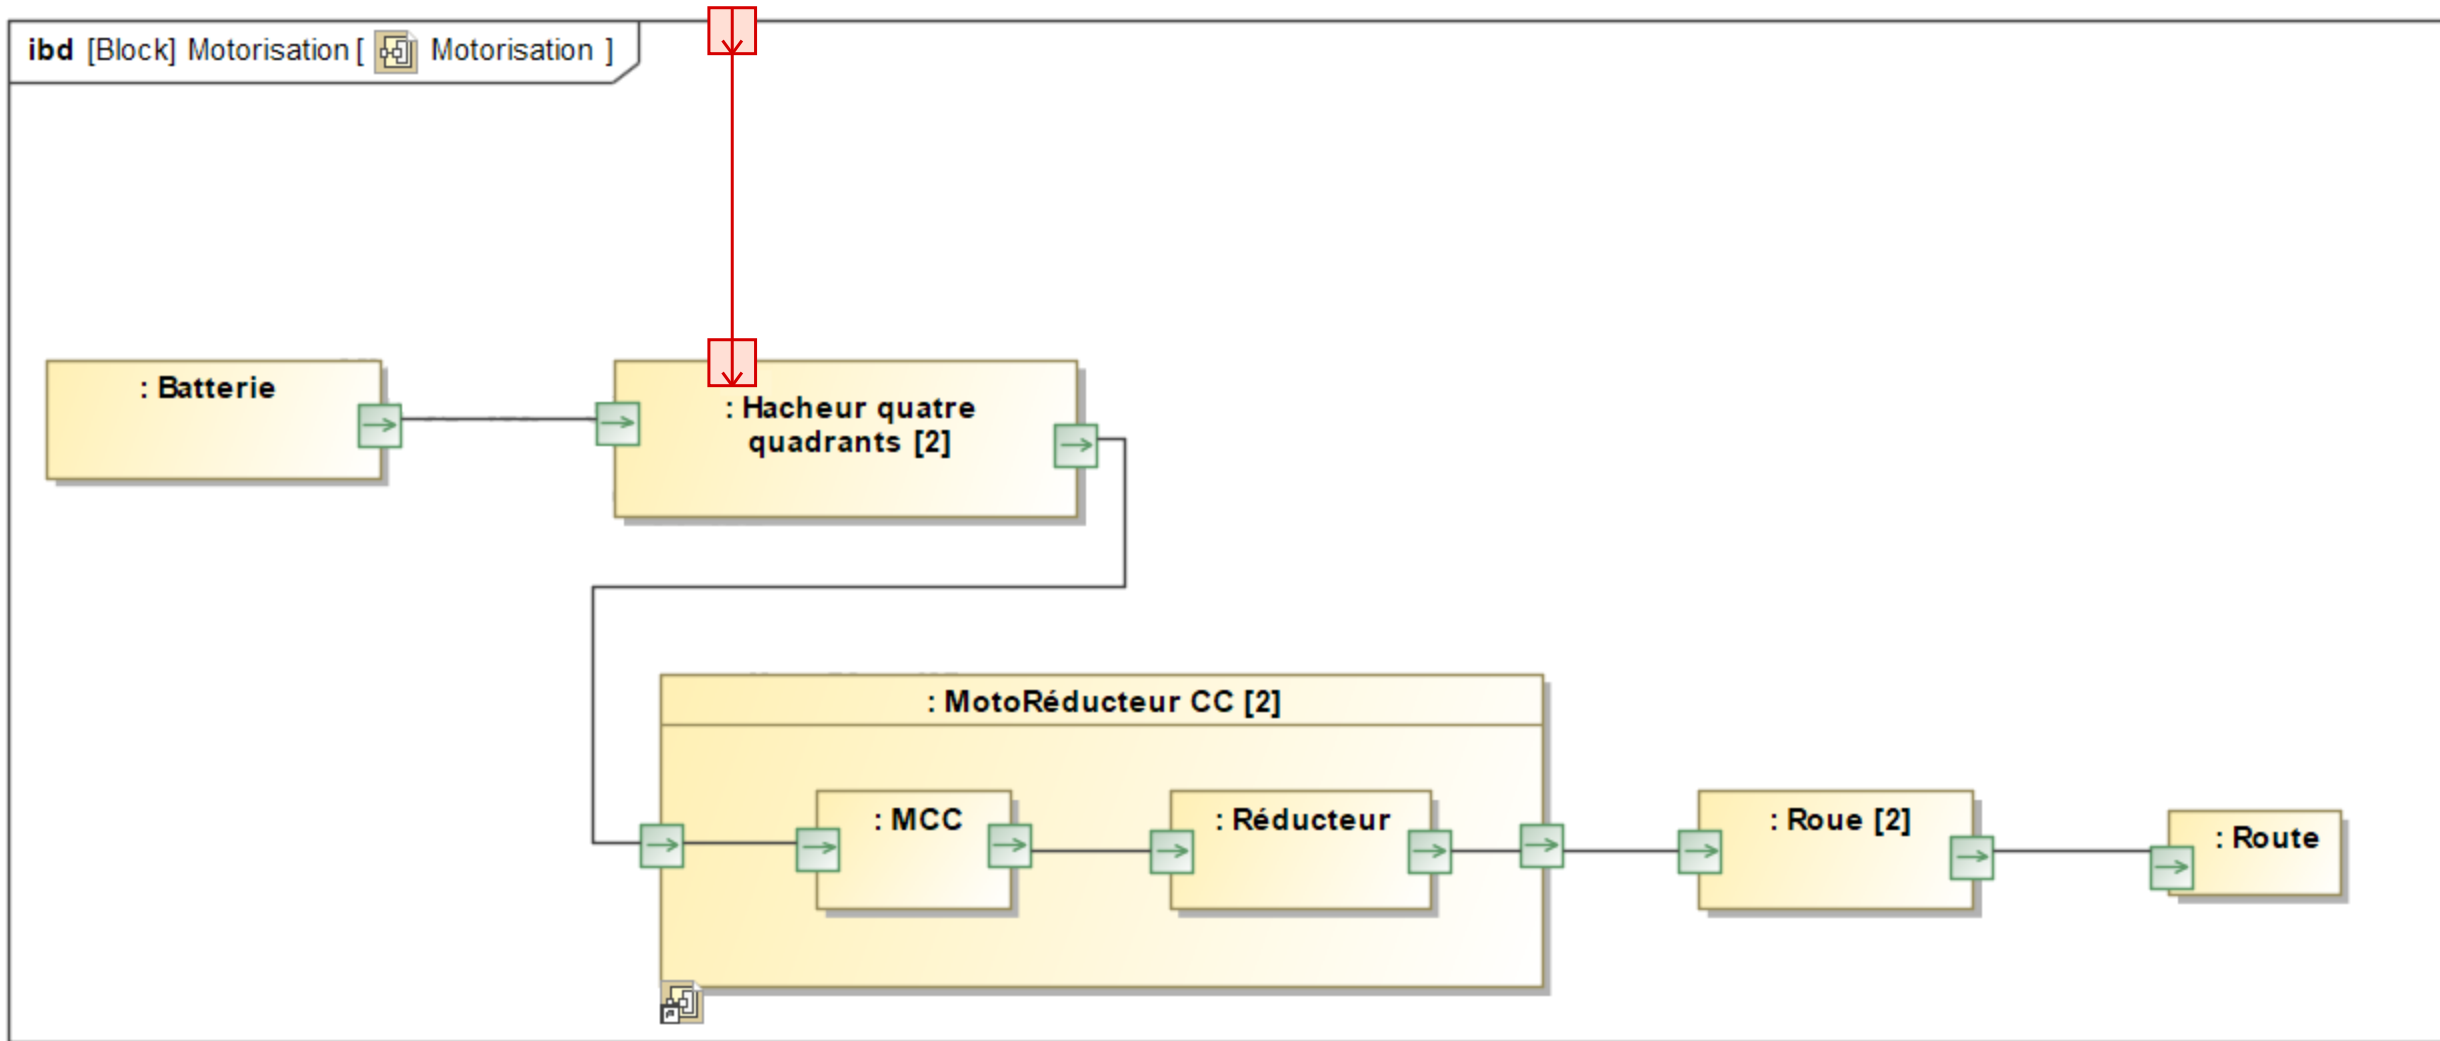 ibd [Block] Motorisation [ Motorisation ]
: Batterie
: Hacheur quatre
quadrants [2]
: MotoRéducteur CC [2]
: MCC
: Réducteur
: Roue [2]
: Route